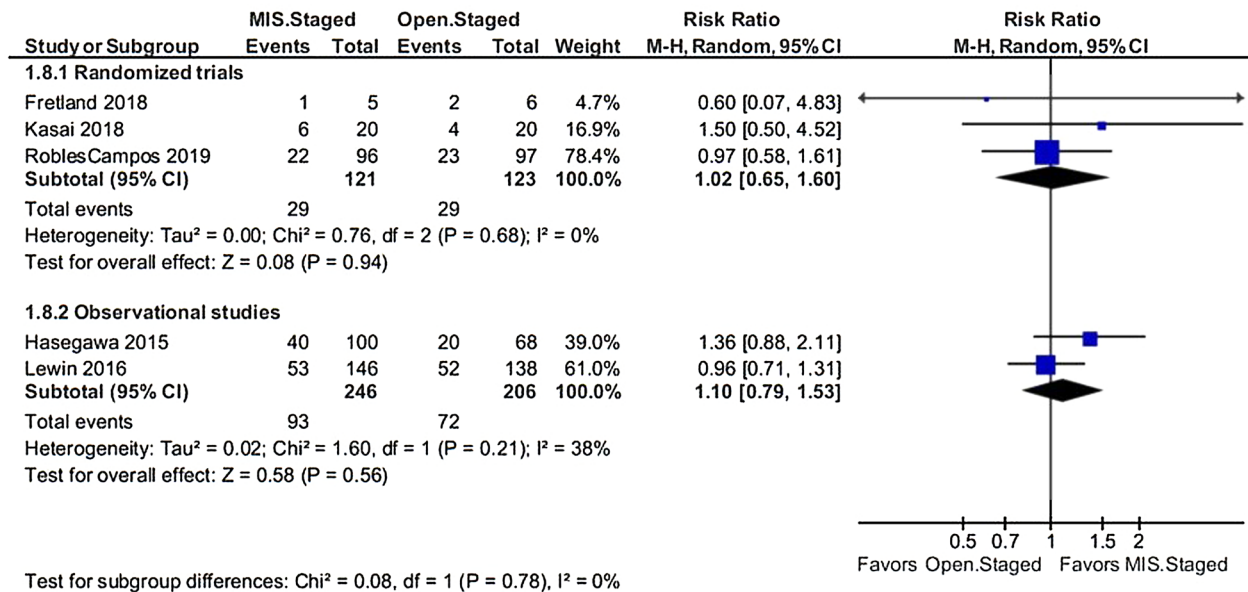 MIS.Staged Open.Staged Risk Ratio Risk Ratio
Study or Subgroup Events Total Events Total Weight M-H, Random, 95% CI M-H, Random, 95% CI
1.8.1 Randomized trials
Fretland 2018 1 5 2 6 4.7% 0.60 [0.07, 4.83]
Kasai 2018 6 20 4 20 16.9% 1.50 [0.50, 4.52]
RoblesCampos 2019 22 96 23 97 78.4% 0.97 [0.58, 1.61]
Subtotal (95% CI) 121 123 100.0% 1.02 [0.65, 1.60]
Total events 29 29
Heterogeneity: Tau² = 0.00; Chi² = 0.76, df = 2 (P = 0.68); I² = 0%
Test for overall effect: Z = 0.08 (P = 0.94)
1.8.2 Observational studies
Hasegawa 2015 40 100 20 68 39.0% 1.36 [0.88, 2.11]
Lewin 2016 53 146 52 138 61.0% 0.96 [0.71, 1.31]
Subtotal (95% CI) 246 206 100.0% 1.10 [0.79, 1.53]
Total events 93 72
Heterogeneity: Tau² = 0.02; Chi² = 1.60, df = 1 (P = 0.21); I² = 38%
Test for overall effect: Z = 0.58 (P = 0.56)
0.5 0.7 1 1.5 2
Favors Open.Staged Favors MIS.Staged
Test for subgroup differences: Chi² = 0.08, df = 1 (P = 0.78), I² = 0%